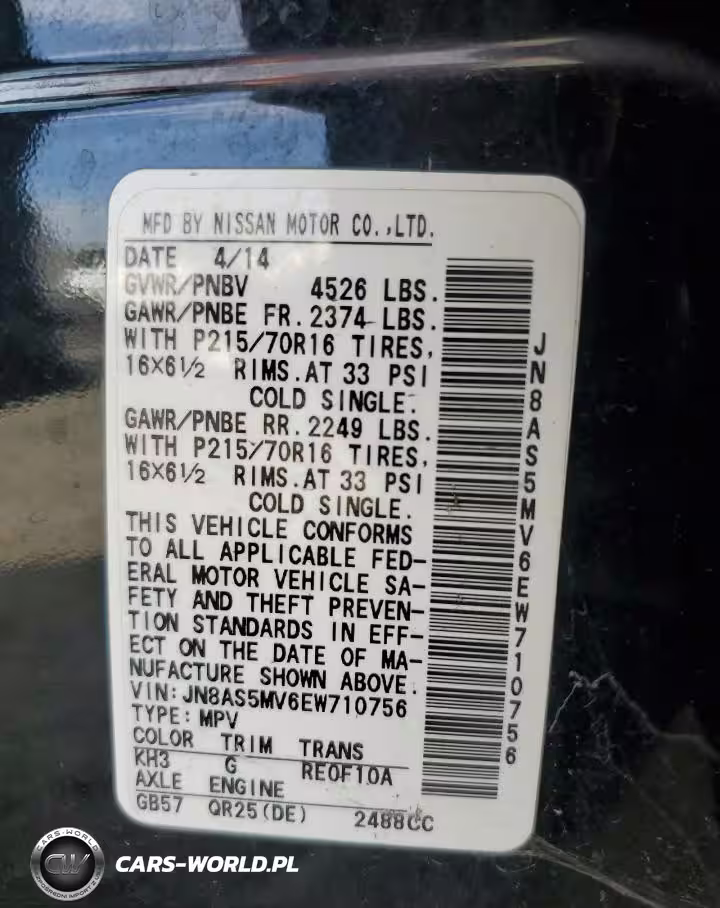 MFD BY NISSAN MOTOR CO.,LTD.
DATE 4/14
GVWR/PNBV 4526 LBS.
GAWR/PNBE FR. 2374 LBS.
WITH P215/70R16 TIRES,
16X6½ RIMS. AT 33 PSI
COLD SINGLE.
GAWR/PNBE RR. 2249 LBS.
WITH P215/70R16 TIRES,
16X6½ RIMS. AT 33 PSI
COLD SINGLE.
THIS VEHICLE CONFORMS
TO ALL APPLICABLE FED-
ERAL MOTOR VEHICLE SA-
FETY AND THEFT PREVEN-
TION STANDARDS IN EFF-
ECT ON THE DATE OF MA-
NUFACTURE SHOWN ABOVE.
VIN: JN8AS5MV6EW710756
TYPE: MPV
COLOR TRIM TRANS
KH3 G RE0F10A
AXLE ENGINE
GB57 QR25(DE) 2488CC
JN8AS5MV6EW710756
CARS-WORLD
CW
CARS-WORLD.PL